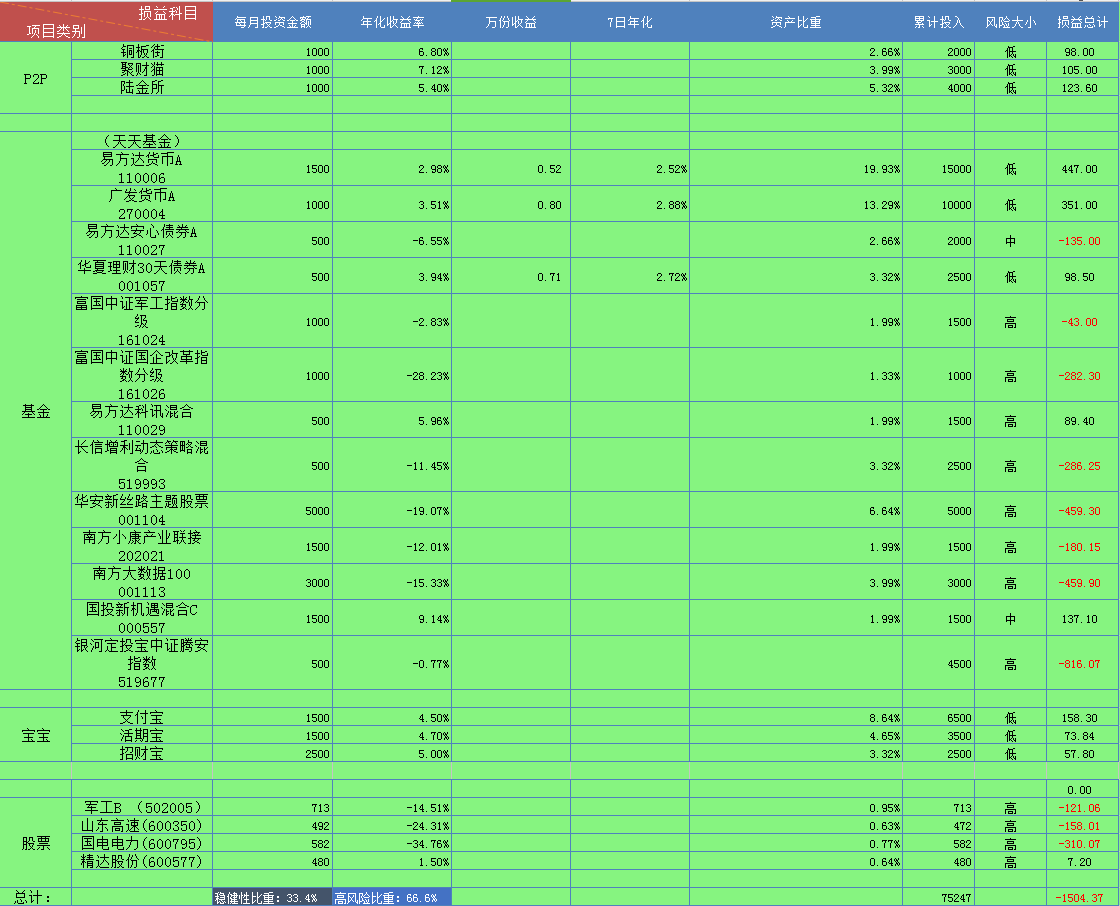 损益科目
项目类别
每月投资金额 年化收益率 万份收益 7日年化 资产比重 累计投入 风险大小 损益总计
P2P
铜板街 1000 6.80% 2.66% 2000 低 98.00
聚财猫 1000 7.12% 3.99% 3000 低 105.00
陆金所 1000 5.40% 5.32% 4000 低 123.60
基金
（天天基金）
易方达货币A
110006
1500 2.98% 0.52 2.52% 19.93% 15000 低 447.00
广发货币A
270004
1000 3.51% 0.80 2.88% 13.29% 10000 低 351.00
易方达安心债券A
110027
500 -6.55% 2.66% 2000 中 -135.00
华夏理财30天债券A
001057
500 3.94% 0.71 2.72% 3.32% 2500 低 98.50
富国中证军工指数分
级
161024
1000 -2.83% 1.99% 1500 高 -43.00
富国中证国企改革指
数分级
161026
1000 -28.23% 1.33% 1000 高 -282.30
易方达科讯混合
110029
500 5.96% 1.99% 1500 高 89.40
长信增利动态策略混
合
519993
500 -11.45% 3.32% 2500 高 -286.25
华安新丝路主题股票
001104
5000 -19.07% 6.64% 5000 高 -459.30
南方小康产业联接
202021
1500 -12.01% 1.99% 1500 高 -180.15
南方大数据100
001113
3000 -15.33% 3.99% 3000 高 -459.90
国投新机遇混合C
000557
1500 9.14% 1.99% 1500 中 137.10
银河定投宝中证腾安
指数
519677
500 -0.77% 4500 高 -816.07
宝宝
支付宝 1500 4.50% 8.64% 6500 低 158.30
活期宝 1500 4.70% 4.65% 3500 低 73.84
招财宝 2500 5.00% 3.32% 2500 低 57.80
0.00
股票
军工B （502005） 713 -14.51% 0.95% 713 高 -121.06
山东高速(600350) 492 -24.31% 0.63% 472 高 -158.01
国电电力(600795) 582 -34.76% 0.77% 582 高 -310.07
精达股份(600577) 480 1.50% 0.64% 480 高 7.20
总计： 稳健性比重：33.4% 高风险比重：66.6% 75247 -1504.37